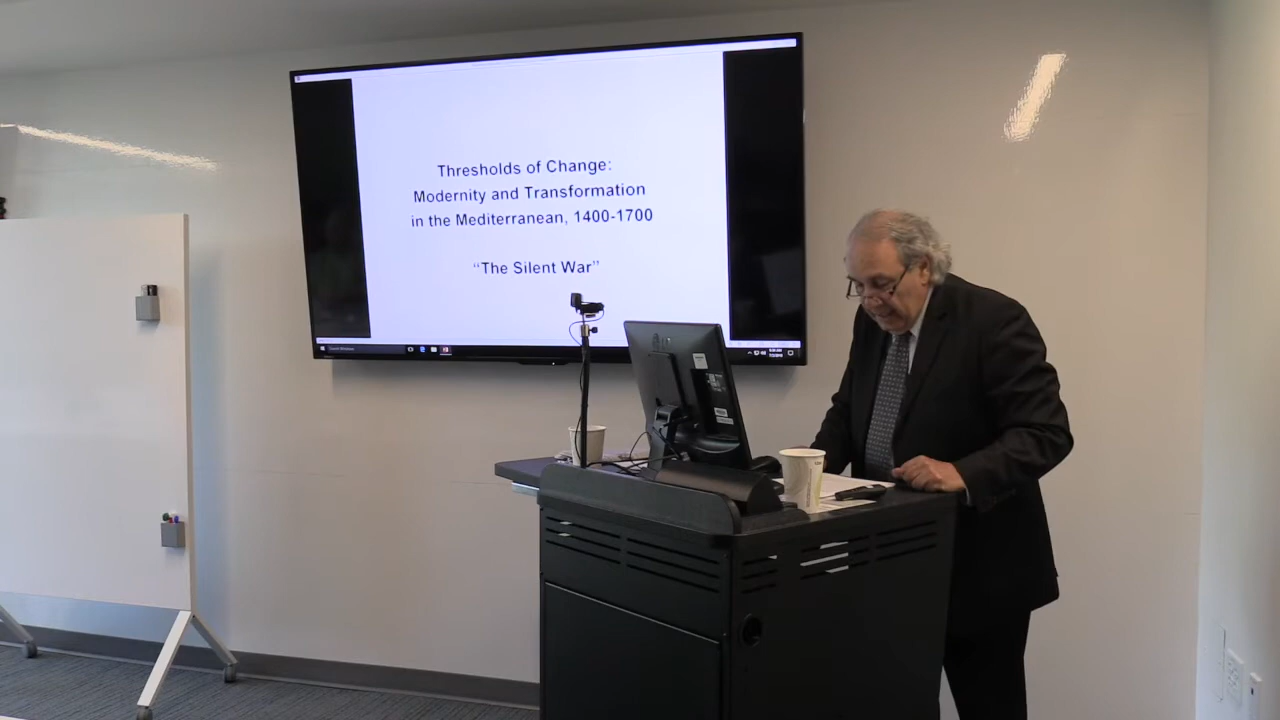 Thresholds of Change:
Modernity and Transformation
in the Mediterranean, 1400-1700
“The Silent War”